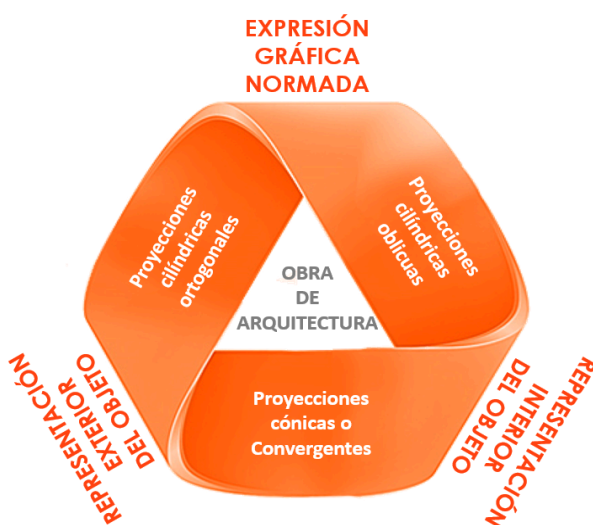 EXPRESIÓN
GRÁFICA
NORMADA
Proyecciones
cilíndricas
ortogonales
Proyecciones
cilíndricas
oblicuas
OBRA
DE
ARQUITECTURA
Proyecciones
cónicas o
Convergentes
REPRESENTACIÓN
EXTERIOR
DEL OBJETO
REPRESENTACIÓN
INTERIOR
DEL OBJETO